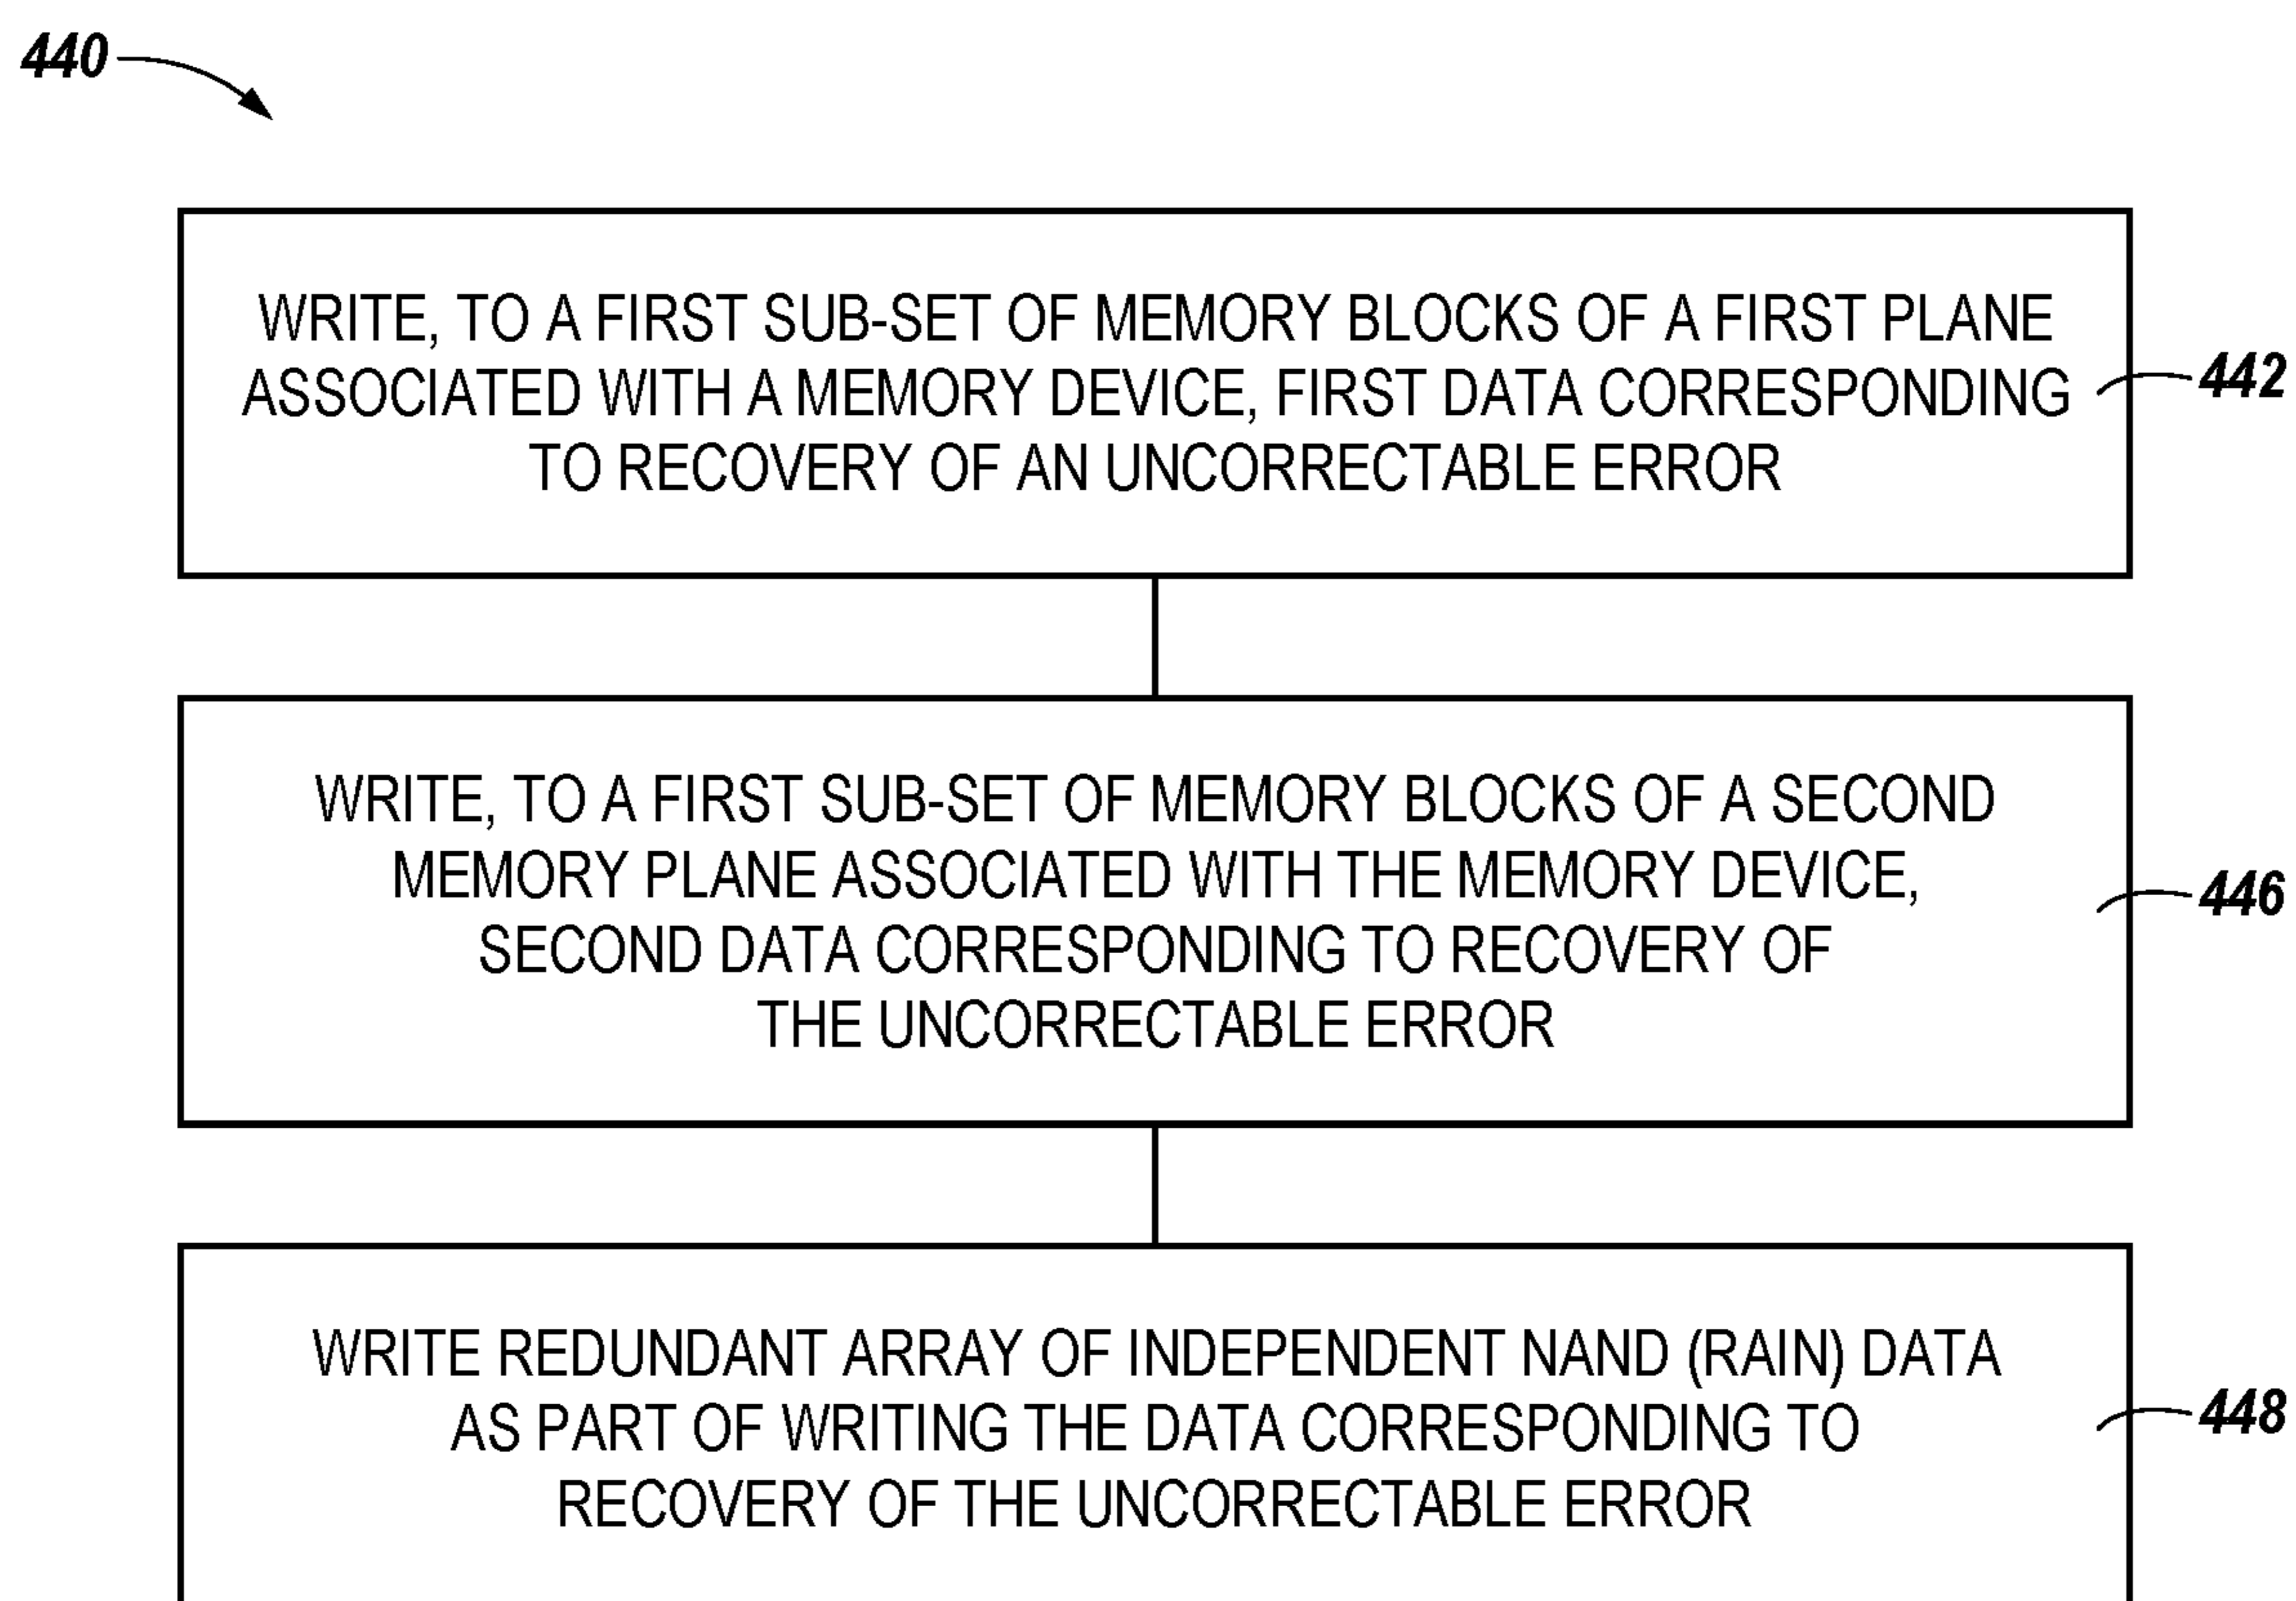 440
WRITE, TO A FIRST SUB-SET OF MEMORY BLOCKS OF A FIRST PLANE
ASSOCIATED WITH A MEMORY DEVICE, FIRST DATA CORRESPONDING
TO RECOVERY OF AN UNCORRECTABLE ERROR
442
WRITE, TO A FIRST SUB-SET OF MEMORY BLOCKS OF A SECOND
MEMORY PLANE ASSOCIATED WITH THE MEMORY DEVICE,
SECOND DATA CORRESPONDING TO RECOVERY OF
THE UNCORRECTABLE ERROR
446
WRITE REDUNDANT ARRAY OF INDEPENDENT NAND (RAIN) DATA
AS PART OF WRITING THE DATA CORRESPONDING TO
RECOVERY OF THE UNCORRECTABLE ERROR
448